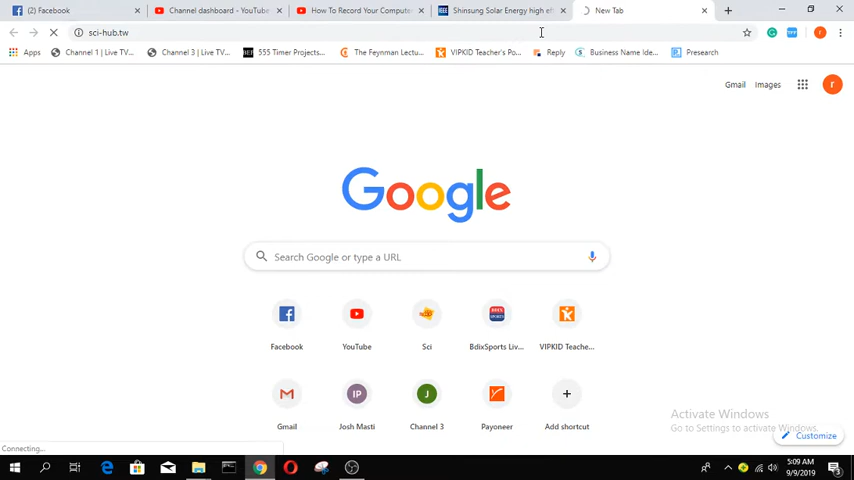 (2) Facebook
Channel dashboard - YouTube
How To Record Your Computer
Shinsung Solar Energy high ef
New Tab
sci-hub.tw
Apps
Channel 1 | Live TV...
Channel 3 | Live TV...
555 Timer Projects...
The Feynman Lectu...
VIPKID Teacher's Po...
Reply
Business Name Ide...
Presearch
Gmail Images
Google
Search Google or type a URL
Facebook YouTube Sci BdixSports Liv... VIPKID Teache...
Gmail Josh Masti Channel 3 Payoneer Add shortcut
Activate Windows
Go to Settings to activate Windows.
Customize
Connecting...
5:09 AM
9/9/2019